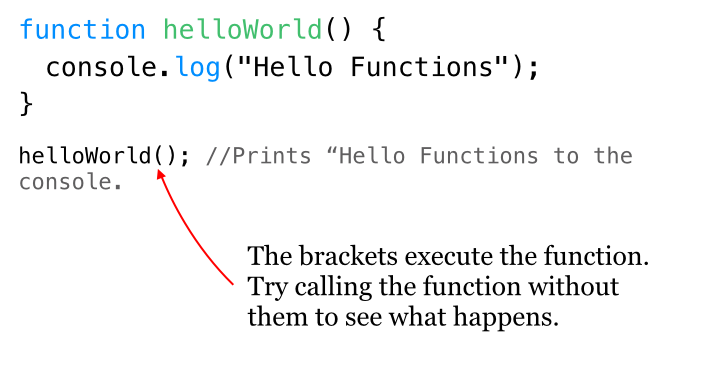 function helloWorld() {
console.log("Hello Functions");
}
helloWorld(); //Prints “Hello Functions to the
console.
The brackets execute the function.
Try calling the function without
them to see what happens.